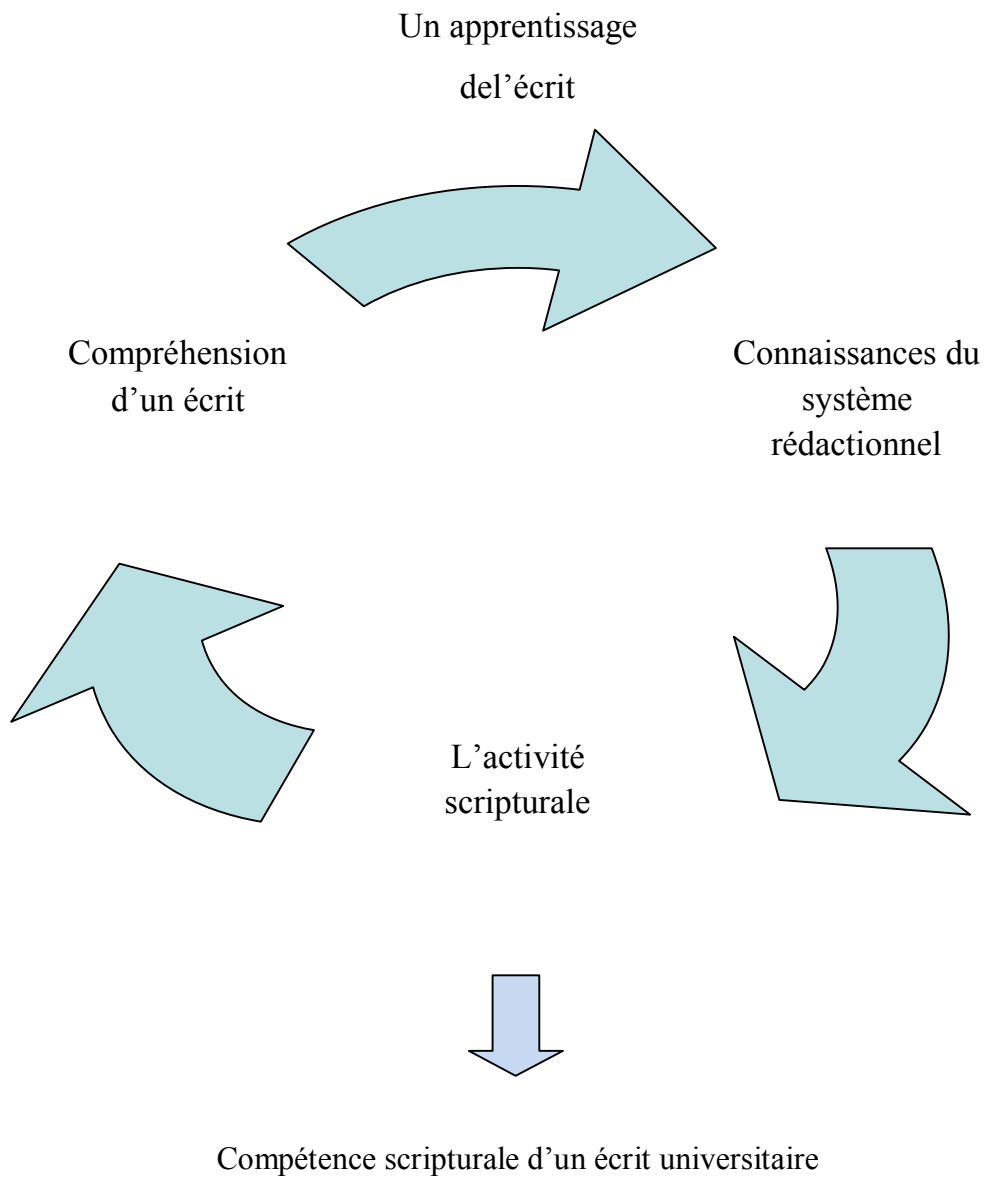 Un apprentissage
del’écrit
Compréhension
d’un écrit
Connaissances du
système
rédactionnel
L’activité
scripturale
Compétence scripturale d’un écrit universitaire